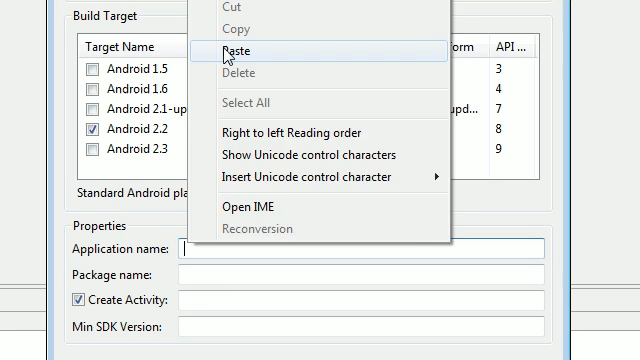 Cut
Build Target
Copy
Target Name
Paste
form
API ...
Android 1.5
Delete
3
Android 1.6
4
Android 2.1-up
Select All
upd...
7
Android 2.2
8
Right to left Reading order
Android 2.3
9
Show Unicode control characters
Insert Unicode control character
Standard Android pla
Open IME
Properties
Reconversion
Application name:
Package name:
Create Activity:
Min SDK Version: